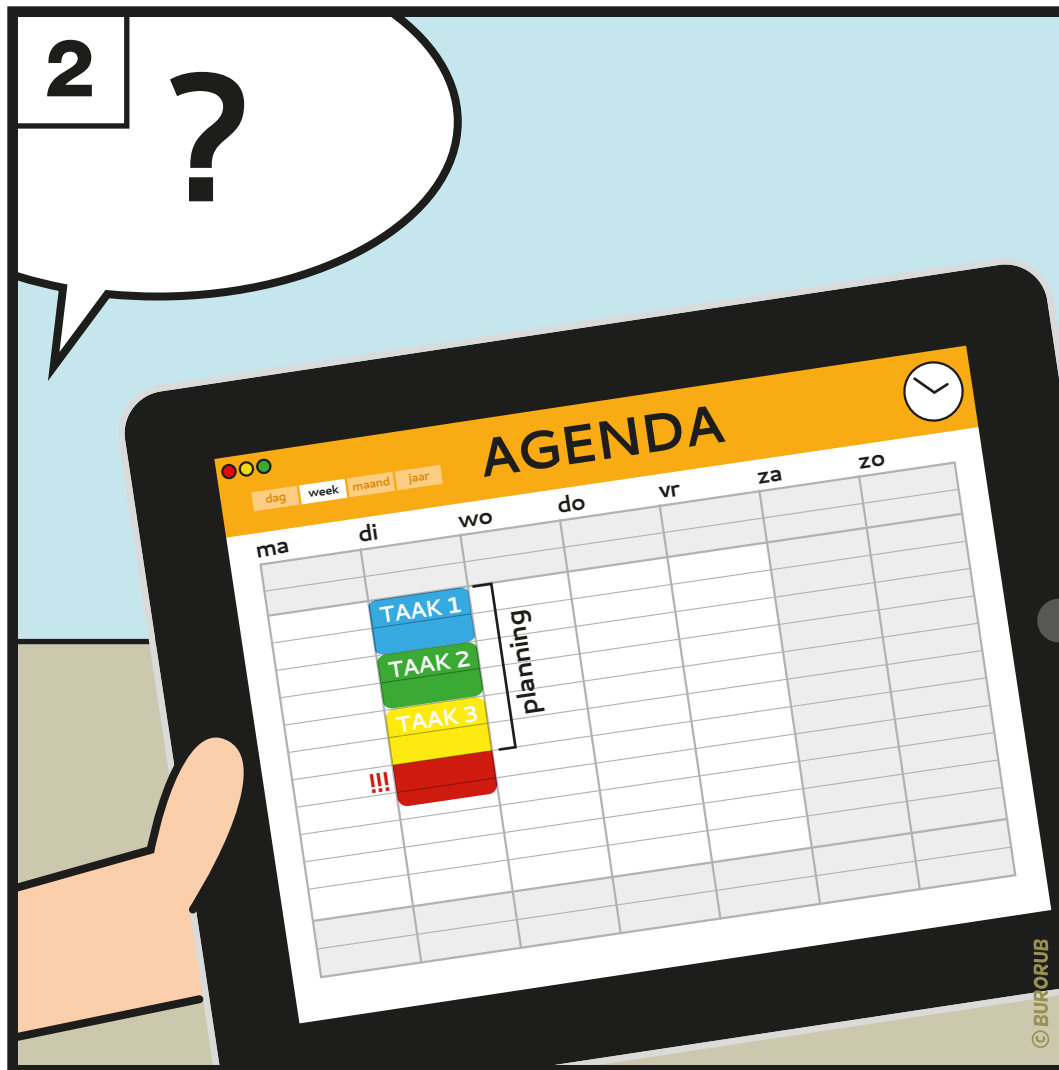 2
?
AGENDA
dag week maand jaar
ma di wo do vr za zo
TAAK 1
TAAK 2
TAAK 3
!!!
planning
© BURORUB